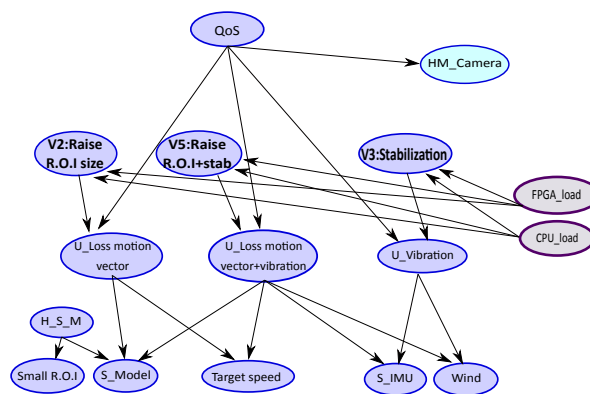 QoS
HM_Camera
V2:Raise
R.O.I size
V5:Raise
R.O.I+stab
V3:Stabilization
FPGA_load
CPU_load
U_Loss motion
vector
U_Loss motion
vector+vibration
U_Vibration
H_S_M
Small R.O.I
S_Model
Target speed
S_IMU
Wind